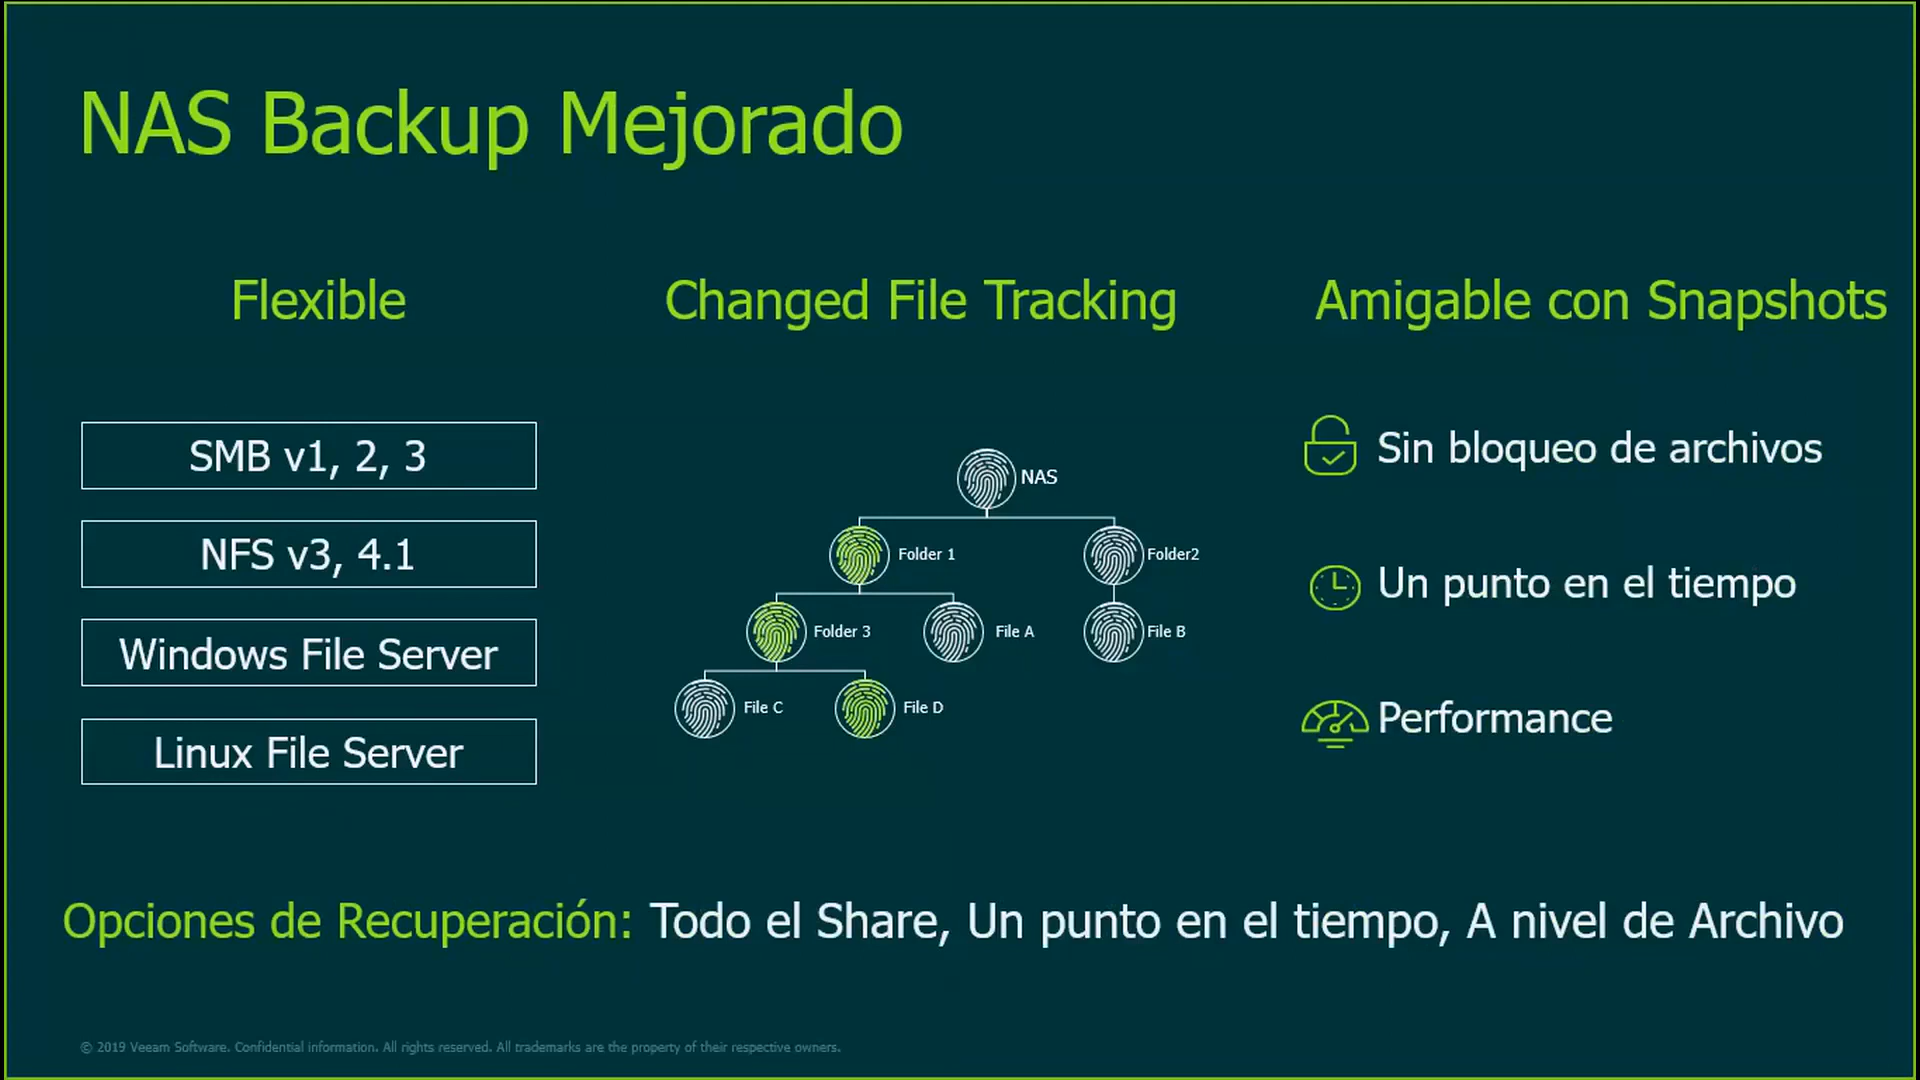 NAS Backup Mejorado
Flexible
SMB v1, 2, 3
NFS v3, 4.1
Windows File Server
Linux File Server
Changed File Tracking
NAS
Folder 1
Folder2
Folder 3
File A
File B
File C
File D
Amigable con Snapshots
Sin bloqueo de archivos
Un punto en el tiempo
Performance
Opciones de Recuperación: Todo el Share, Un punto en el tiempo, A nivel de Archivo
© 2019 Veeam Software. Confidential information. All rights reserved. All trademarks are the property of their respective owners.